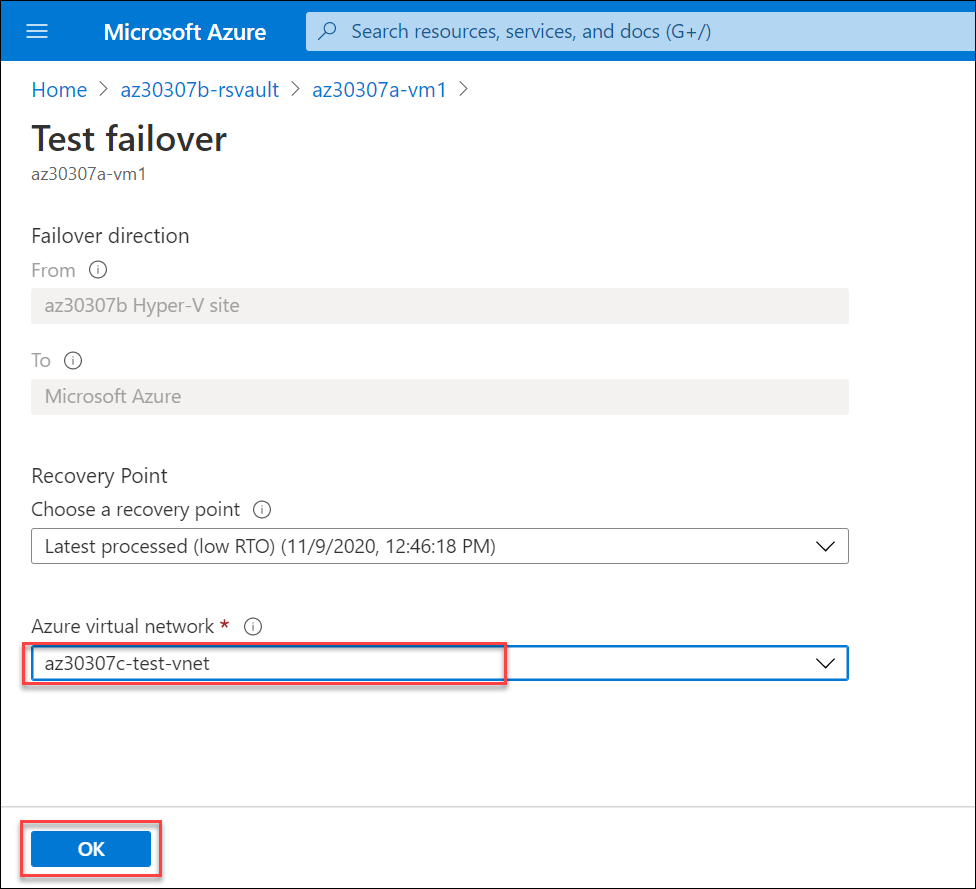 Microsoft Azure
Search resources, services, and docs (G+/)
Home > az30307b-rsvault > az30307a-vm1 >
Test failover
az30307a-vm1
Failover direction
From
az30307b Hyper-V site
To
Microsoft Azure
Recovery Point
Choose a recovery point
Latest processed (low RTO) (11/9/2020, 12:46:18 PM)
Azure virtual network *
az30307c-test-vnet
OK